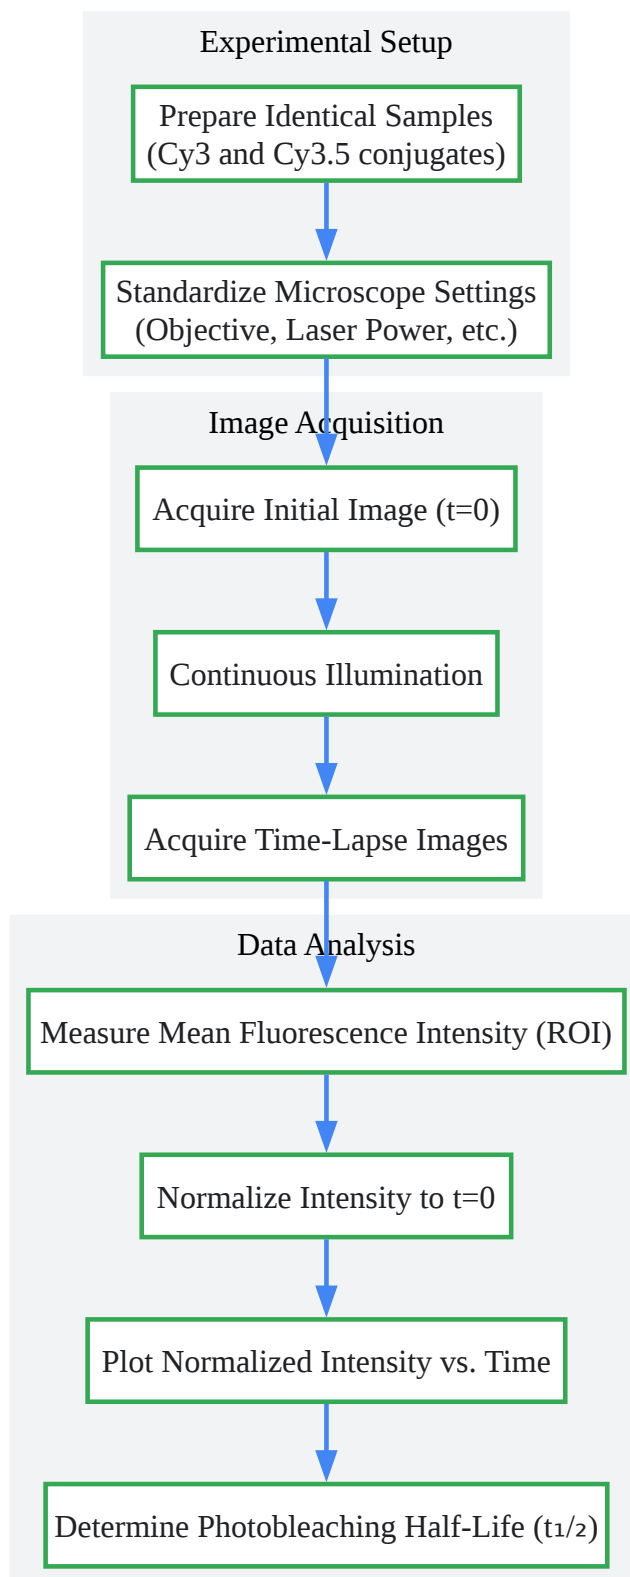 Experimental Setup
Prepare Identical Samples
(Cy3 and Cy3.5 conjugates)
Standardize Microscope Settings
(Objective, Laser Power, etc.)
Image Acquisition
Acquire Initial Image (t=0)
Continuous Illumination
Acquire Time-Lapse Images
Data Analysis
Measure Mean Fluorescence Intensity (ROI)
Normalize Intensity to t=0
Plot Normalized Intensity vs. Time
Determine Photobleaching Half-Life (t₁/₂)